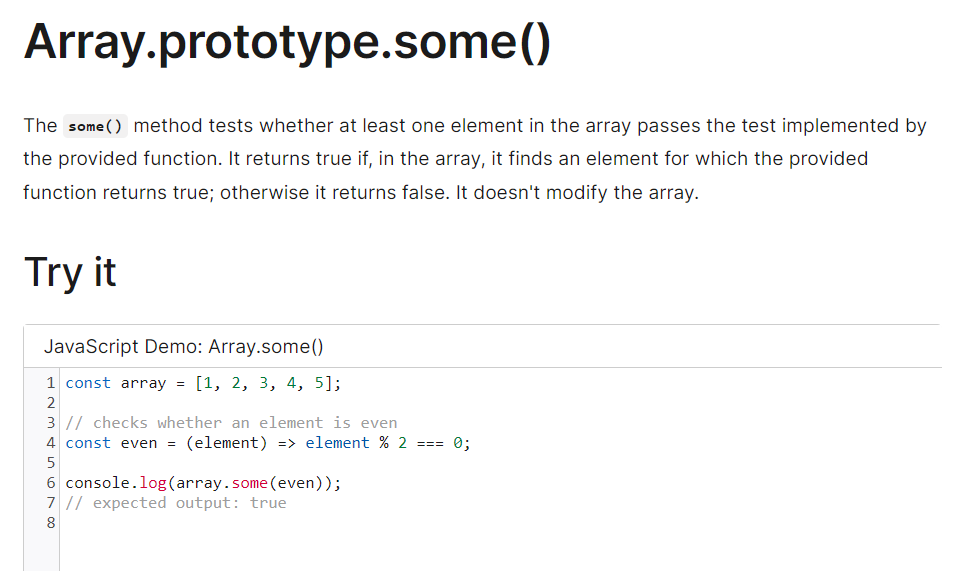 Array.prototype.some()
The some() method tests whether at least one element in the array passes the test implemented by
the provided function. It returns true if, in the array, it finds an element for which the provided
function returns true; otherwise it returns false. It doesn't modify the array.
Try it
JavaScript Demo: Array.some()
1 const array = [1, 2, 3, 4, 5];
2
3 // checks whether an element is even
4 const even = (element) => element % 2 === 0;
5
6 console.log(array.some(even));
7 // expected output: true
8